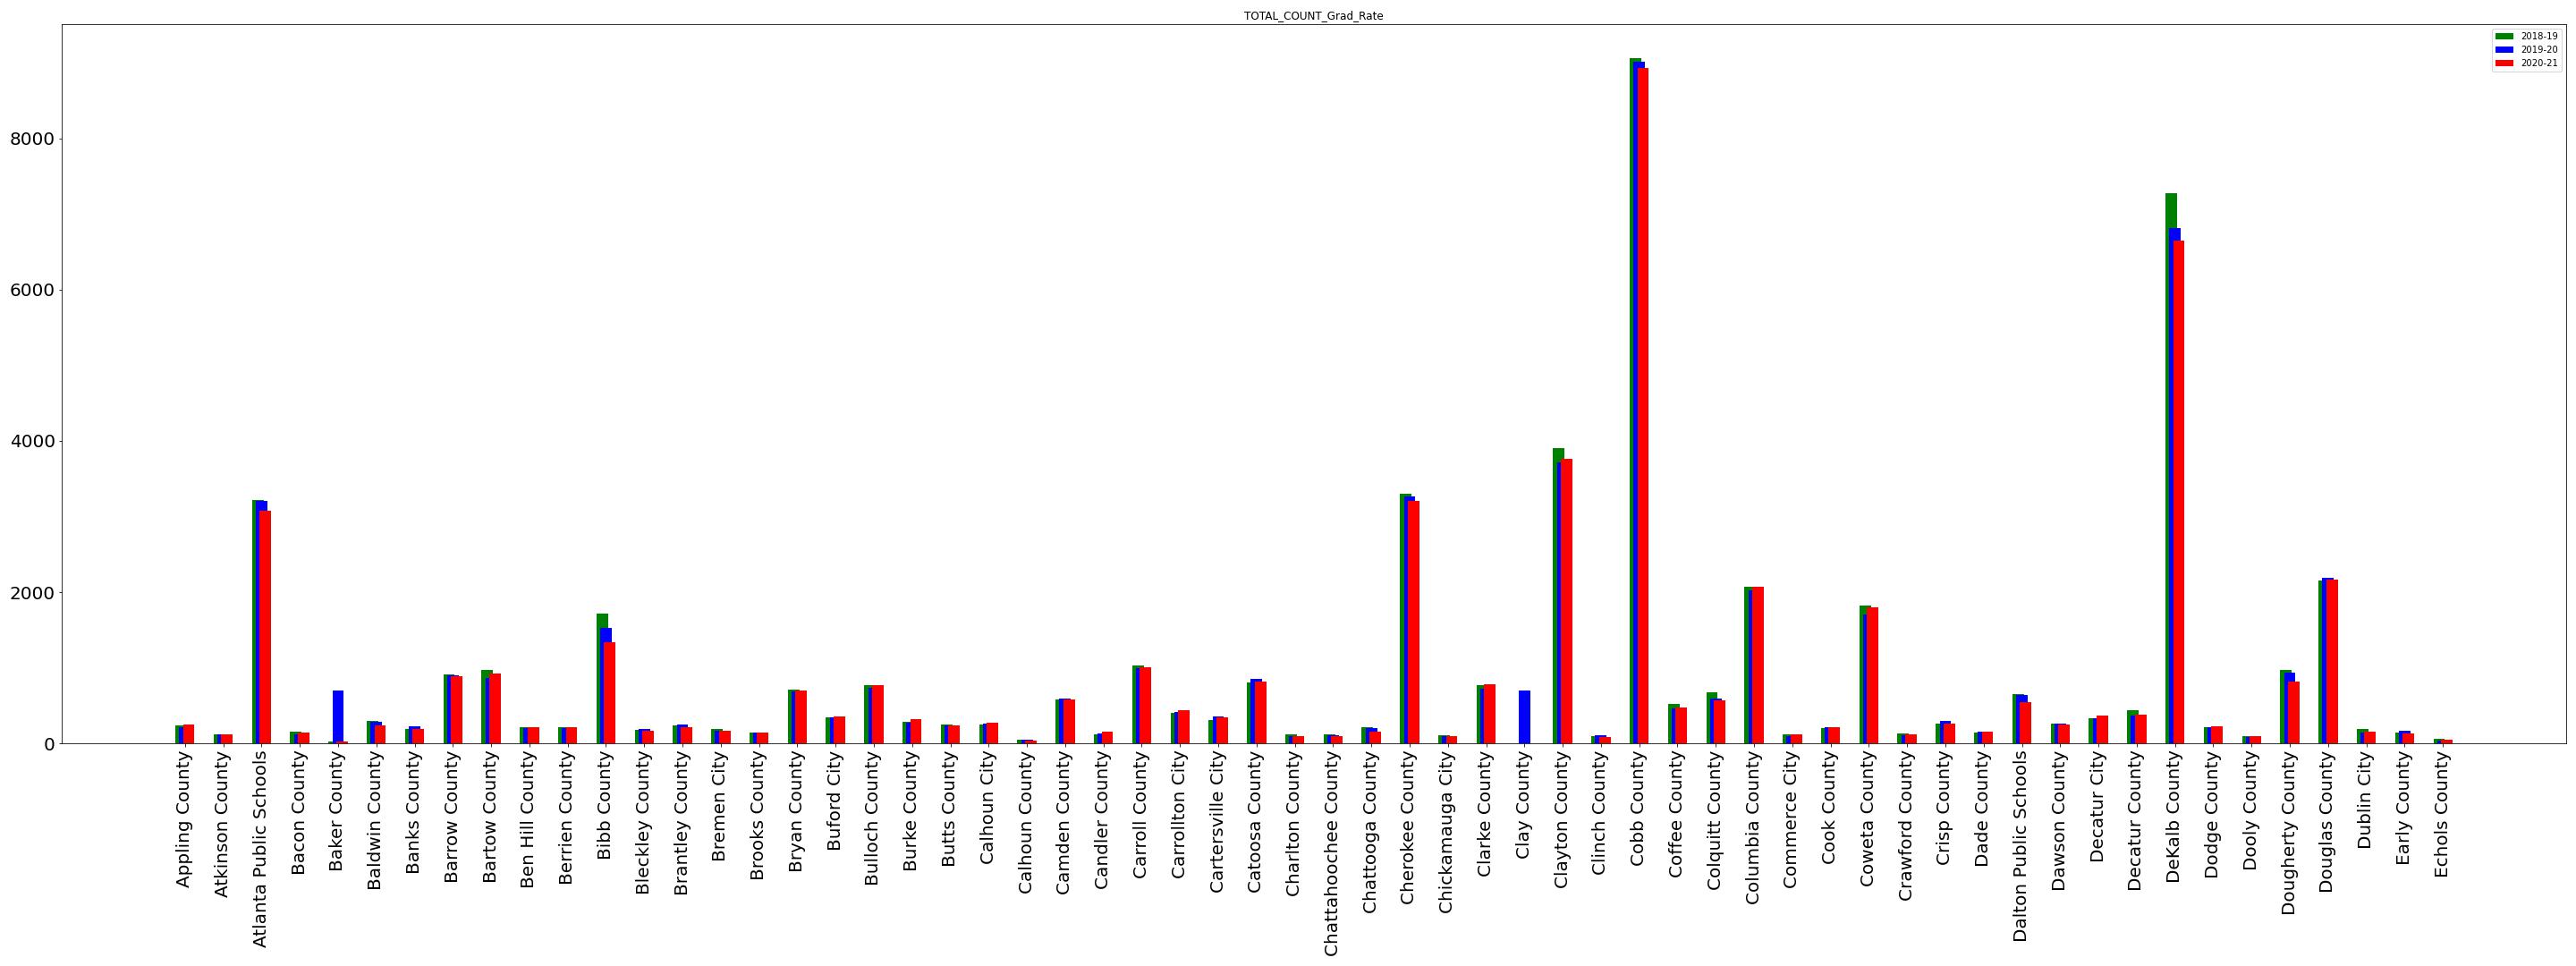 TOTAL_COUNT_Grad_Rate
2018-19
2019-20
2020-21
8000
6000
4000
2000
0
Appling County
Atkinson County
Atlanta Public Schools
Bacon County
Baker County
Baldwin County
Banks County
Barrow County
Bartow County
Ben Hill County
Berrien County
Bibb County
Bleckley County
Brantley County
Bremen City
Brooks County
Bryan County
Buford City
Bulloch County
Burke County
Butts County
Calhoun City
Calhoun County
Camden County
Candler County
Carroll County
Carrollton City
Cartersville City
Catoosa County
Charlton County
Chattahoochee County
Chattooga County
Cherokee County
Chickamauga City
Clarke County
Clay County
Clayton County
Clinch County
Cobb County
Coffee County
Colquitt County
Columbia County
Commerce City
Cook County
Coweta County
Crawford County
Crisp County
Dade County
Dalton Public Schools
Dawson County
Decatur City
Decatur County
DeKalb County
Dodge County
Dooly County
Dougherty County
Douglas County
Dublin City
Early County
Echols County